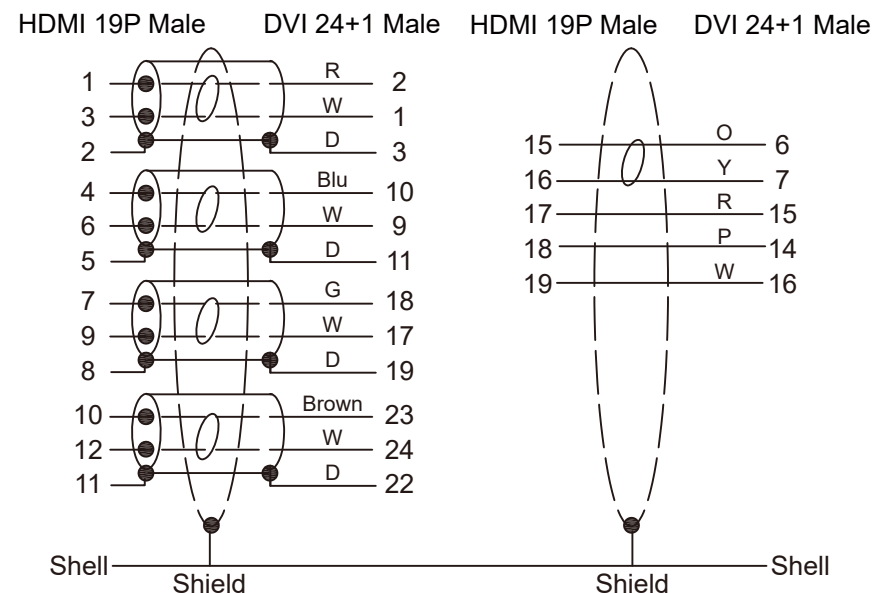 HDMI 19P Male DVI 24+1 Male HDMI 19P Male DVI 24+1 Male
1 R 2
3 W 1
2 D 3
4 Blu 10
6 W 9
5 D 11
7 G 18
9 W 17
8 D 19
10 Brown 23
12 W 24
11 D 22
15 O 6
16 Y 7
17 R 15
18 P 14
19 W 16
Shell Shield Shield Shell